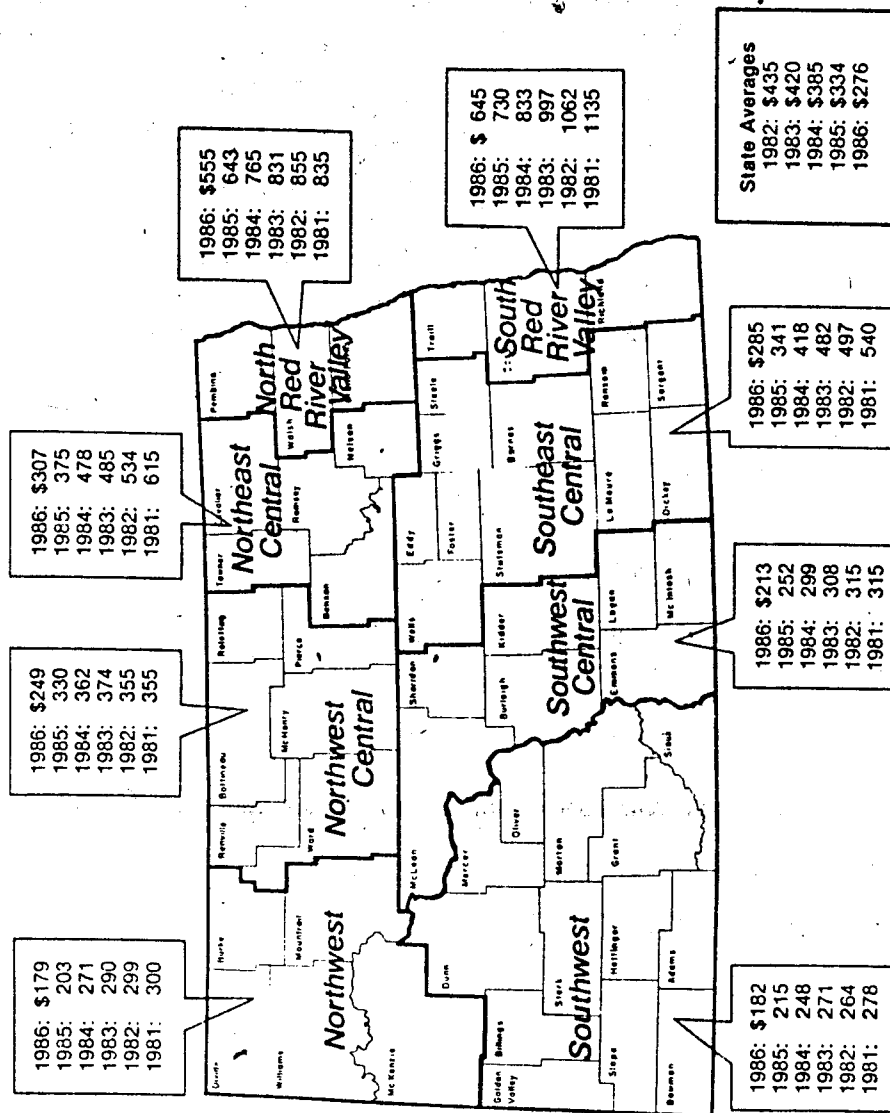 1986: $179
1985: 203
1984: 271
1983: 290
1982: 299
1981: 300
1986: $249
1985: 330
1984: 362
1983: 374
1982: 355
1981: 355
1986: $307
1985: 375
1984: 478
1983: 485
1982: 534
1981: 615
1986: $555
1985: 643
1984: 765
1983: 831
1982: 855
1981: 835
Divide
Burke
Renville
Bottineau
Rolette
Towner
Cavalier
Pembina
Williams
Mountrail
Ward
McHenry
Pierce
Benson
Ramsey
Walsh
Nelson
McKenzie
Northwest
Northwest
Central
Northeast
Central
North
Red
River
Valley
Dunn
McLean
Mercer
Oliver
Sheridan
Wells
Eddy
Foster
Griggs
Steele
Traill
Golden
Valley
Billings
Stark
Morton
Burleigh
Kidder
Stutsman
Barnes
Southwest
Southwest
Central
Southeast
Central
South
Red
River
Valley
Slope
Hettinger
Grant
Sioux
Emmons
Logan
La Moure
Ransom
Richland
Bowman
Adams
McIntosh
Dickey
Sargent
1986: $ 645
1985: 730
1984: 833
1983: 997
1982: 1062
1981: 1135
1986: $182
1985: 215
1984: 248
1983: 271
1982: 264
1981: 278
1986: $213
1985: 252
1984: 299
1983: 308
1982: 315
1981: 315
1986: $285
1985: 341
1984: 418
1983: 482
1982: 497
1981: 540
State Averages
1982: $435
1983: $420
1984: $385
1985: $334
1986: $276